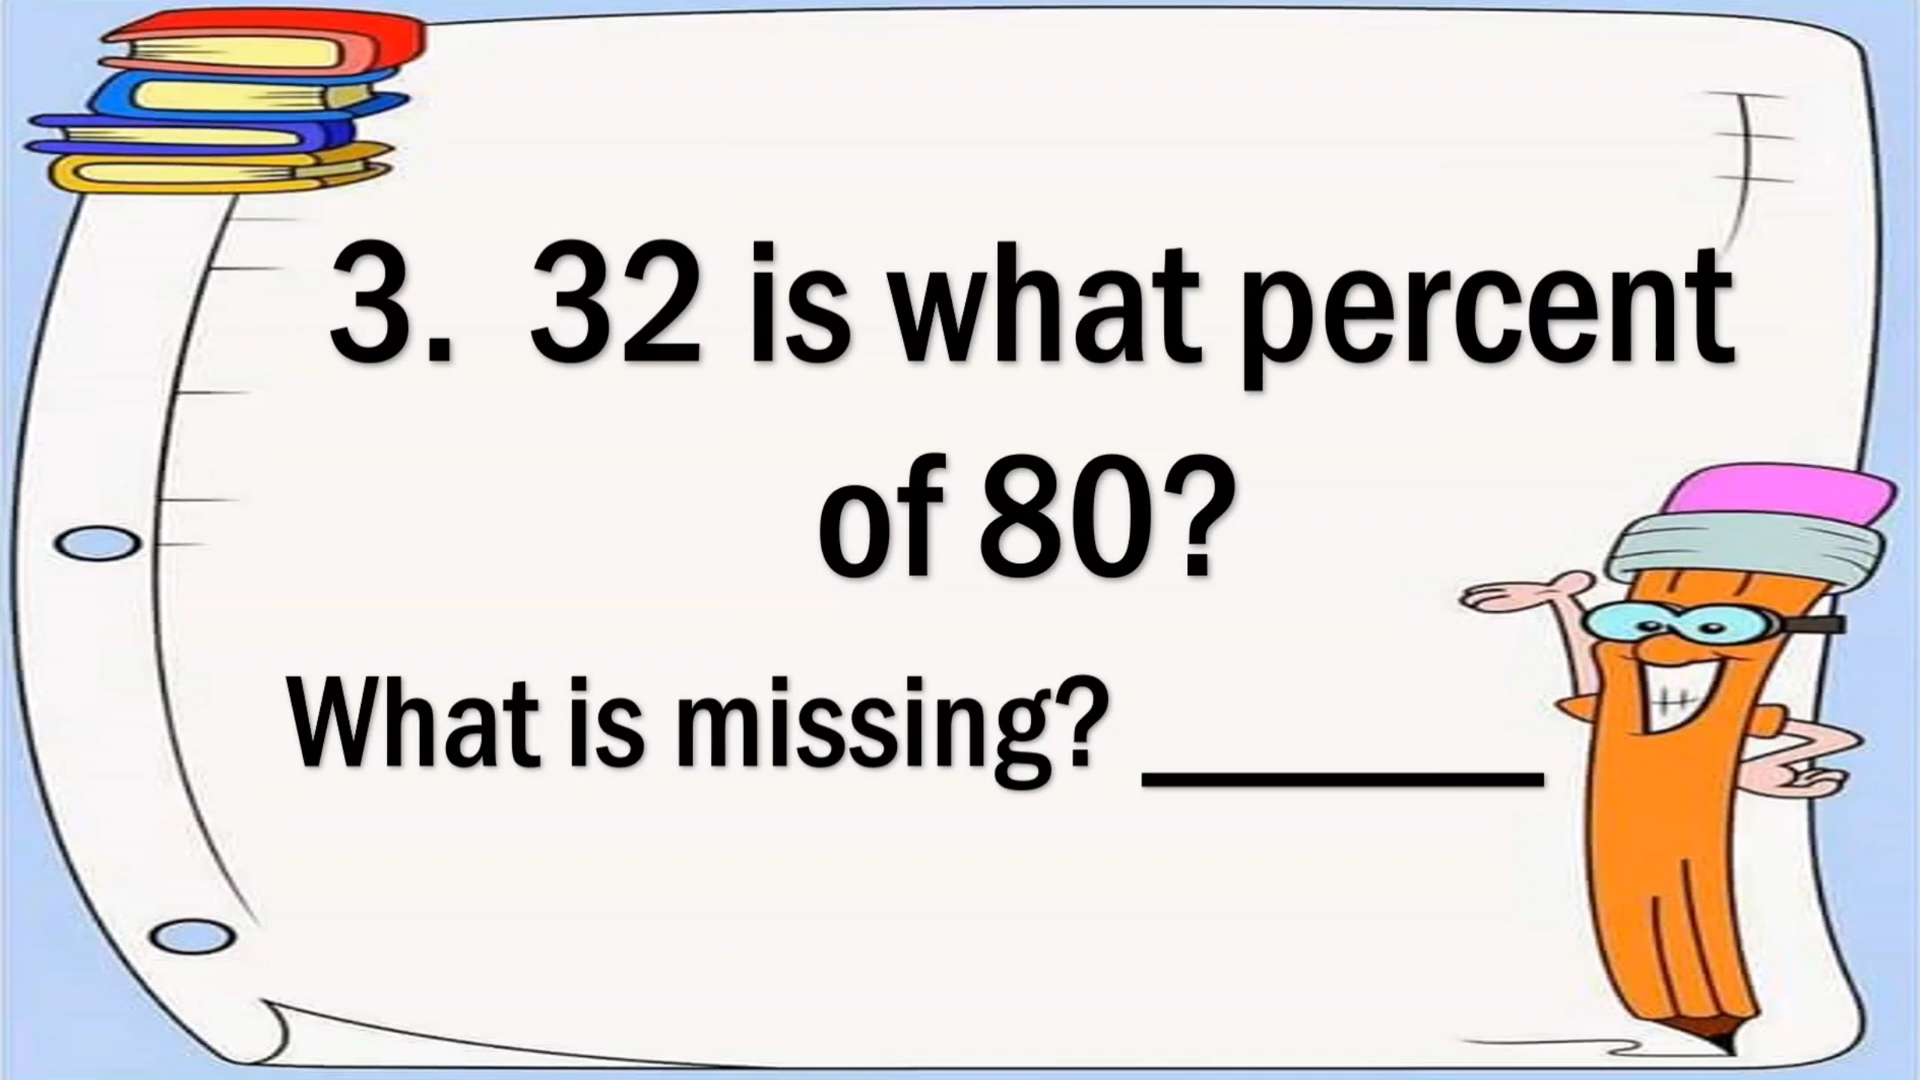 3. 32 is what percent
of 80?
What is missing? ______